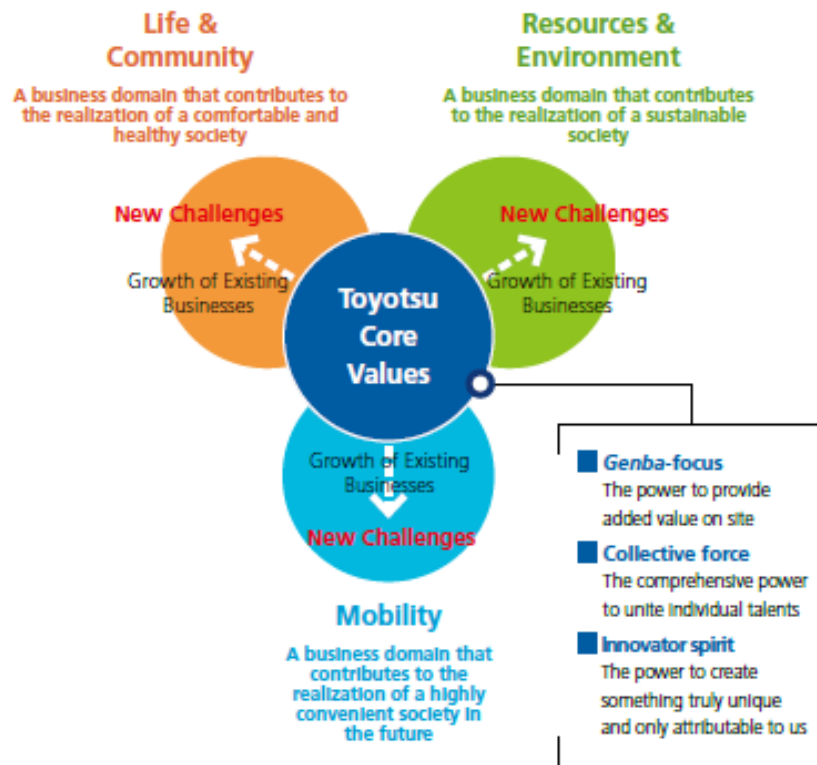 Life &
Community
A business domain that contributes to
the realization of a comfortable and
healthy society
Resources &
Environment
A business domain that contributes
to the realization of a sustainable
society
New Challenges
Growth of Existing
Businesses
New Challenges
Growth of Existing
Businesses
Toyotsu
Core
Values
Growth of Existing
Businesses
New Challenges
Mobility
A business domain that
contributes to the
realization of a highly
convenient society in
the future
Genba-focus
The power to provide
added value on site
Collective force
The comprehensive power
to unite individual talents
Innovator spirit
The power to create
something truly unique
and only attributable to us